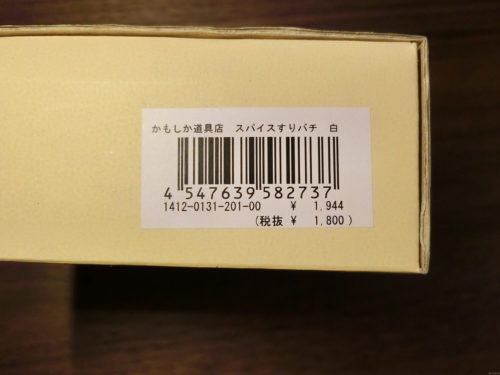 かもしか道具店 スパイスすりバチ 白
4 547639 582737
1412-0131-201-00 ¥ 1,944
(税抜 ¥ 1,800)